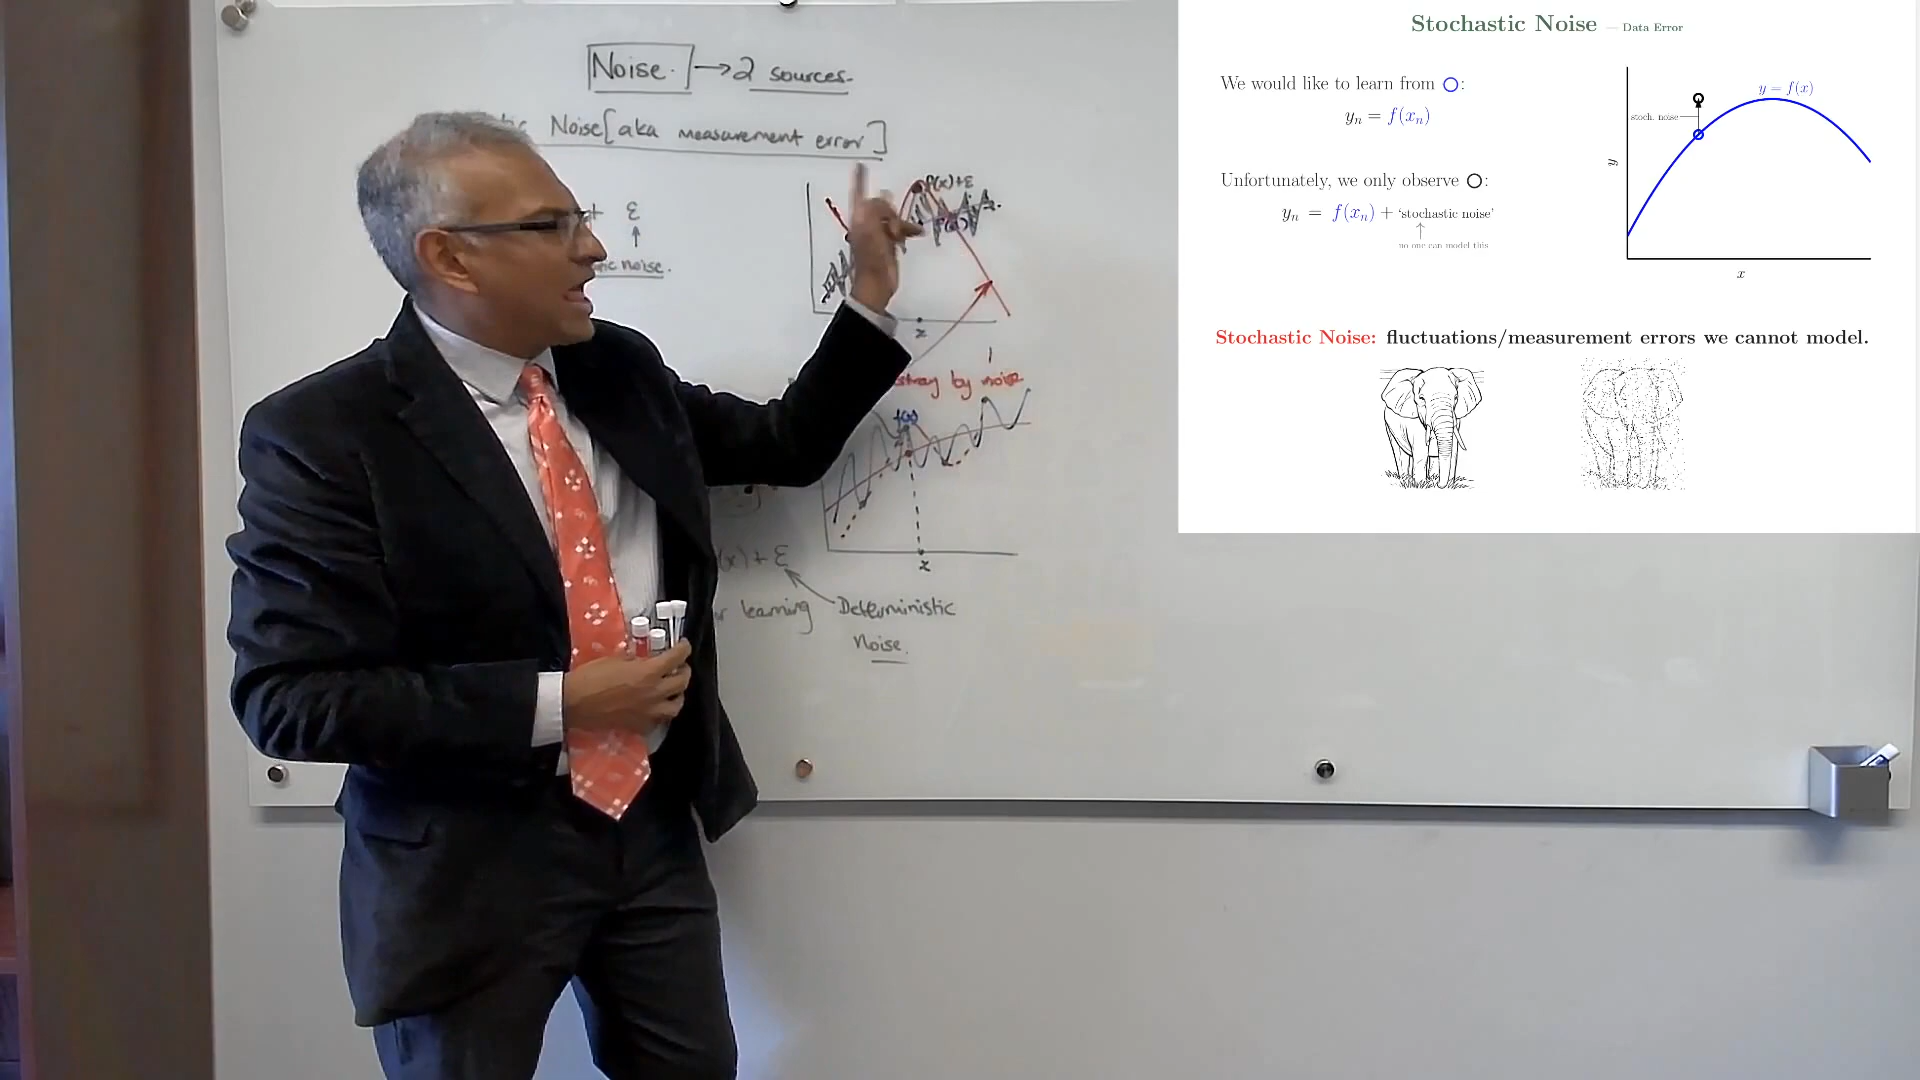 Noise. → 2 sources.
Noise [aka measurement error]
f(x)+ε
ε
noise.
x
by noise
f(x)
x
(x) + ε
learning
Deterministic
Noise.
Stochastic Noise — Data Error
We would like to learn from ○:
yₙ = f(xₙ)
Unfortunately, we only observe ○:
yₙ = f(xₙ) + ‘stochastic noise’
↑
no one can model this
y = f(x)
stoch. noise
y
x
Stochastic Noise: fluctuations/measurement errors we cannot model.